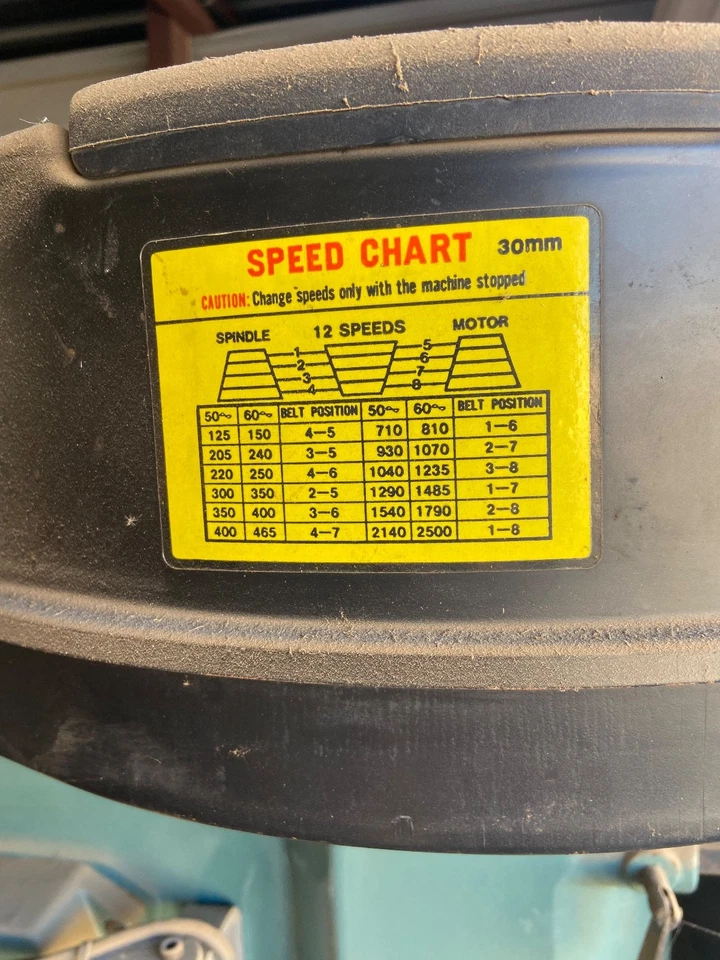 SPEED CHART 30mm
CAUTION: Change speeds only with the machine stopped
SPINDLE 12 SPEEDS MOTOR
1 5
2 6
3 7
4 8
50~ 60~ BELT POSITION 50~ 60~ BELT POSITION
125 150 4-5 710 810 1-6
205 240 3-5 930 1070 2-7
220 250 4-6 1040 1235 3-8
300 350 2-5 1290 1485 1-7
350 400 3-6 1540 1790 2-8
400 465 4-7 2140 2500 1-8